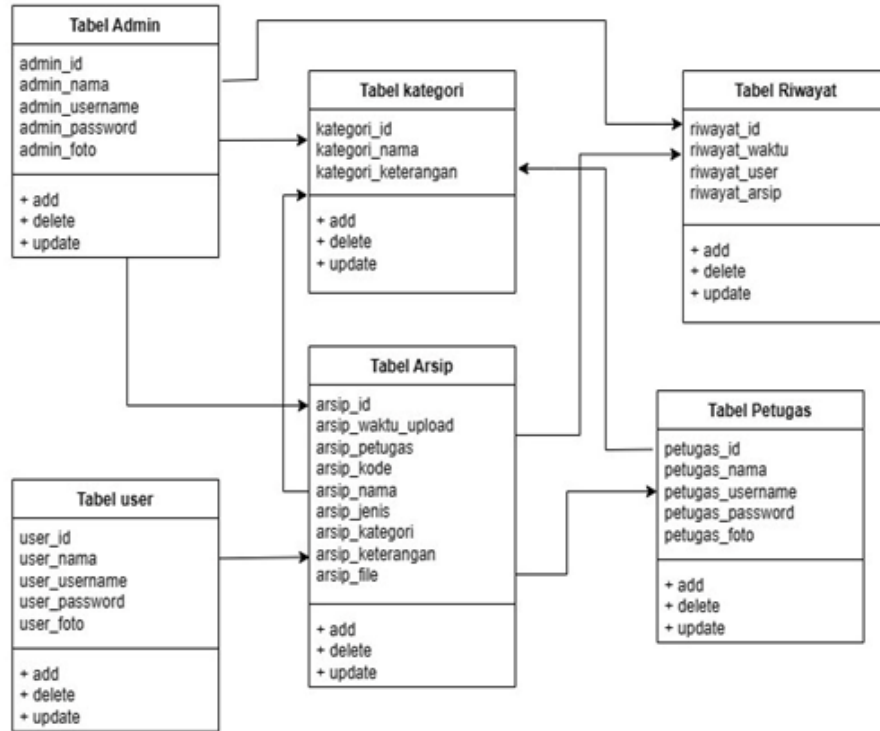 Tabel Admin
admin_id
admin_nama
admin_username
admin_password
admin_foto
+ add
+ delete
+ update
Tabel kategori
kategori_id
kategori_nama
kategori_keterangan
+ add
+ delete
+ update
Tabel Riwayat
riwayat_id
riwayat_waktu
riwayat_user
riwayat_arsip
+ add
+ delete
+ update
Tabel Arsip
arsip_id
arsip_waktu_upload
arsip_petugas
arsip_kode
arsip_nama
arsip_jenis
arsip_kategori
arsip_keterangan
arsip_file
+ add
+ delete
+ update
Tabel Petugas
petugas_id
petugas_nama
petugas_username
petugas_password
petugas_foto
+ add
+ delete
+ update
Tabel user
user_id
user_nama
user_username
user_password
user_foto
+ add
+ delete
+ update